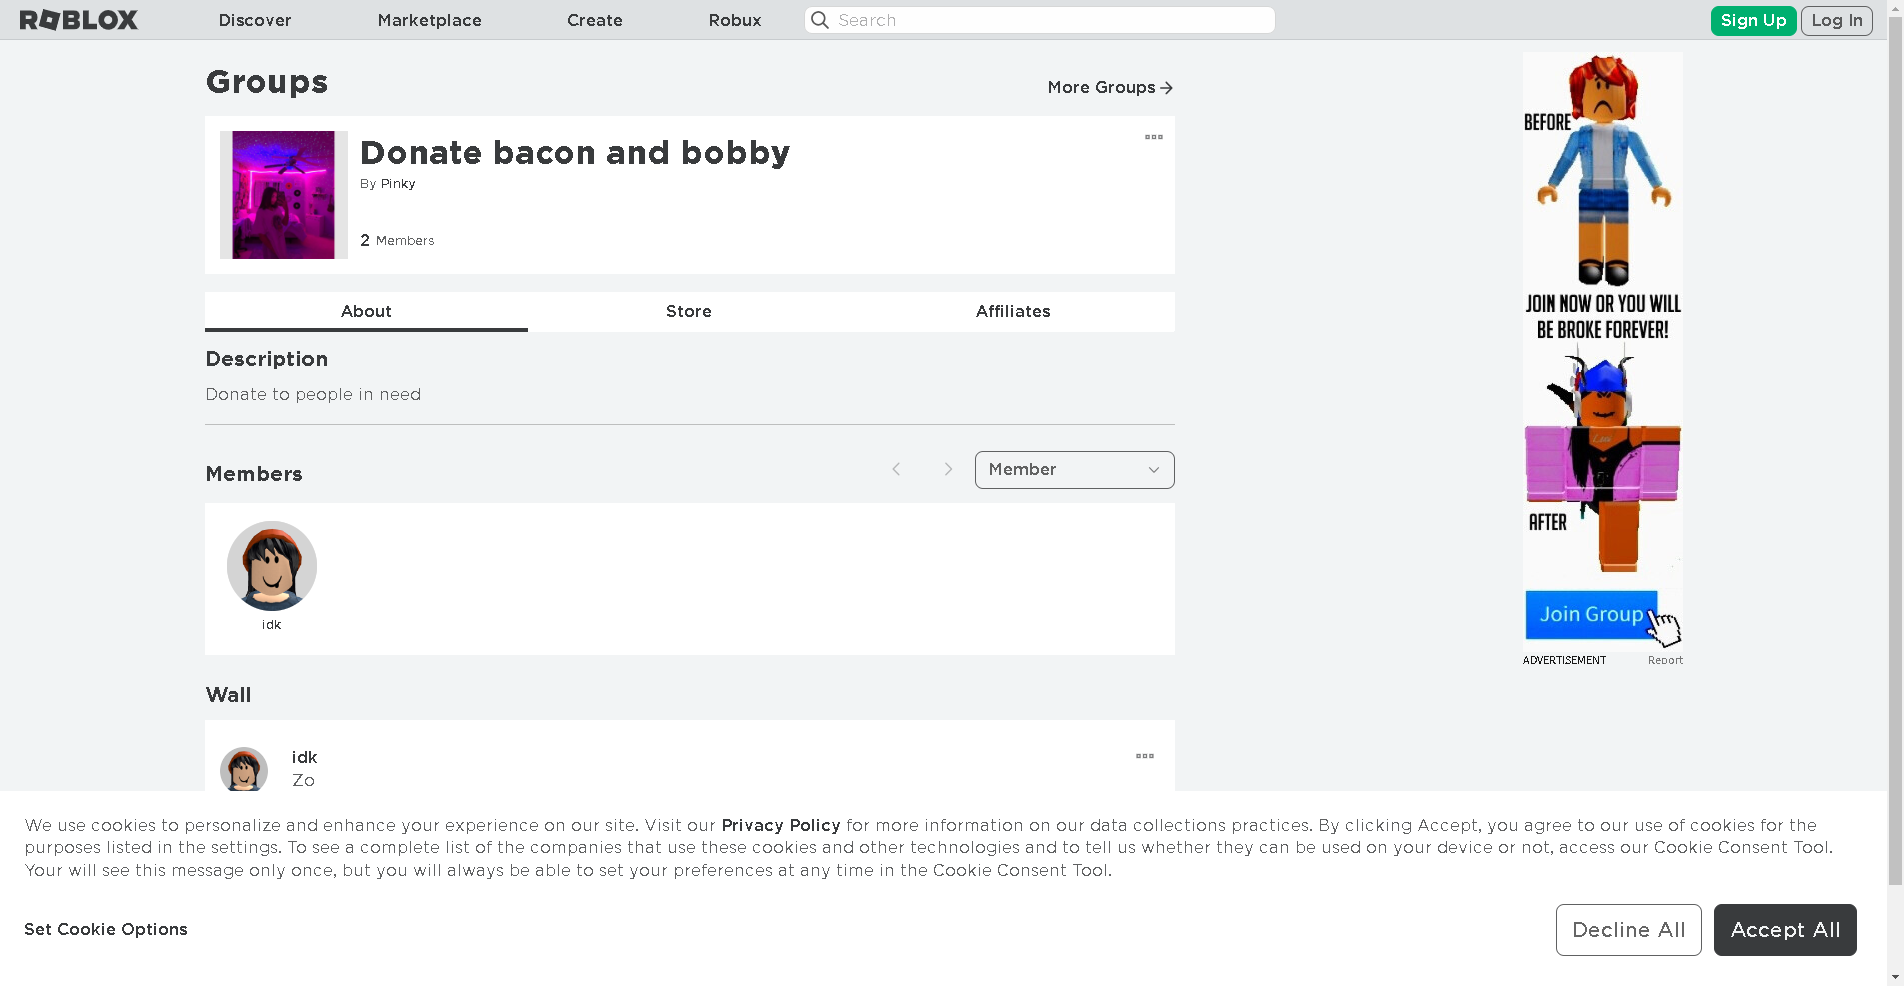 ROBLOX Discover Marketplace Create Robux Search Sign Up Log In
Groups
More Groups
Donate bacon and bobby
By Pinky
2 Members
About Store Affiliates
Description
Donate to people in need
Members
Member
idk
Wall
idk
Zo
BEFORE
JOIN NOW OR YOU WILL
BE BROKE FOREVER!
AFTER
Join Group
ADVERTISEMENT Report
We use cookies to personalize and enhance your experience on our site. Visit our Privacy Policy for more information on our data collections practices. By clicking Accept, you agree to our use of cookies for the
purposes listed in the settings. To see a complete list of the companies that use these cookies and other technologies and to tell us whether they can be used on your device or not, access our Cookie Consent Tool.
Your will see this message only once, but you will always be able to set your preferences at any time in the Cookie Consent Tool.
Set Cookie Options
Decline All Accept All